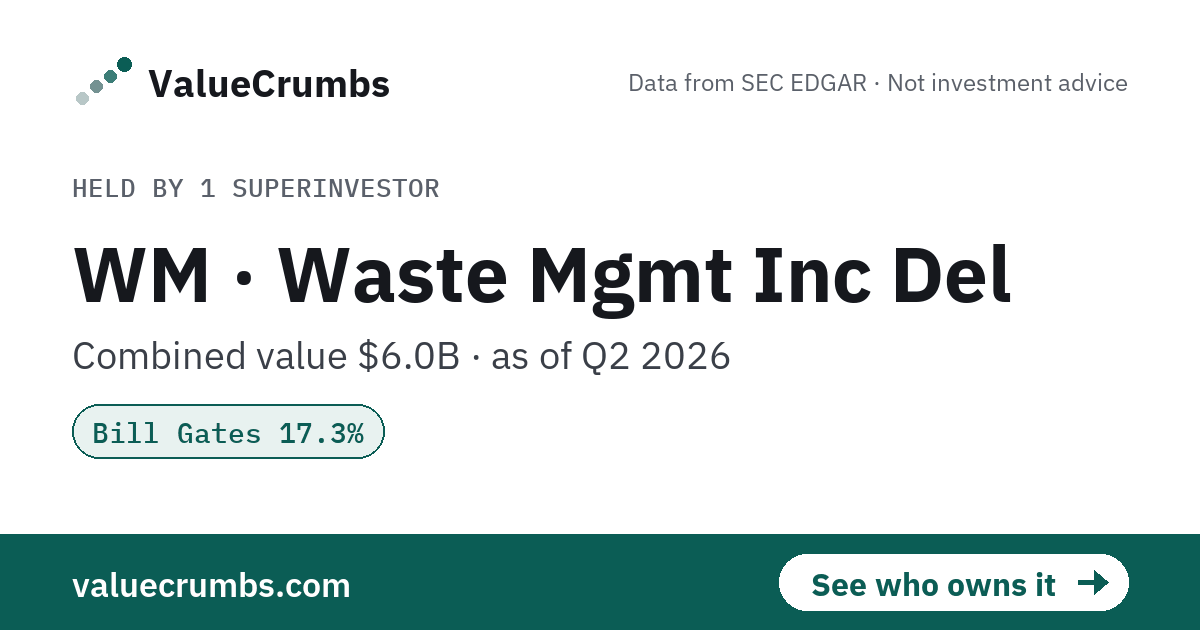 ValueCrumbs
Data from SEC EDGAR · Not investment advice
HELD BY 1 SUPERINVESTOR
WM · Waste Mgmt Inc Del
Combined value $6.0B · as of Q2 2026
Bill Gates 17.3%
valuecrumbs.com
See who owns it →